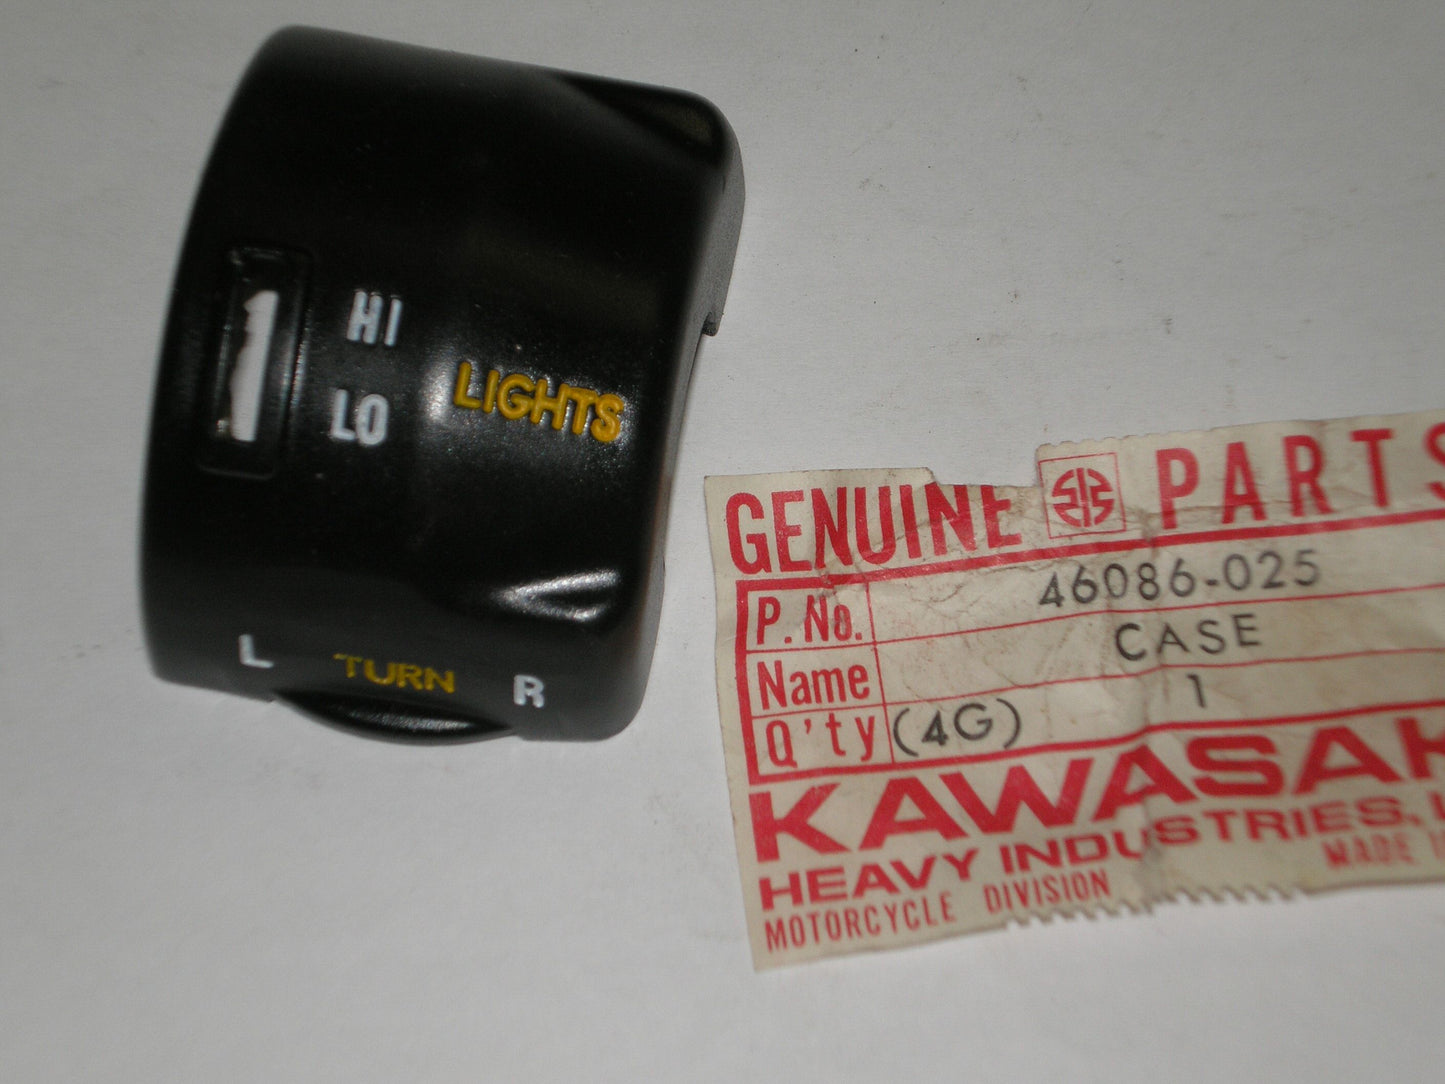 HI
LO
LIGHTS
L TURN R
GENUINE PARTS
P. No. 46086-025
Name CASE
Q'ty (4G) 1
KAWASAK
HEAVY INDUSTRIES, L
MOTORCYCLE DIVISION MADE I